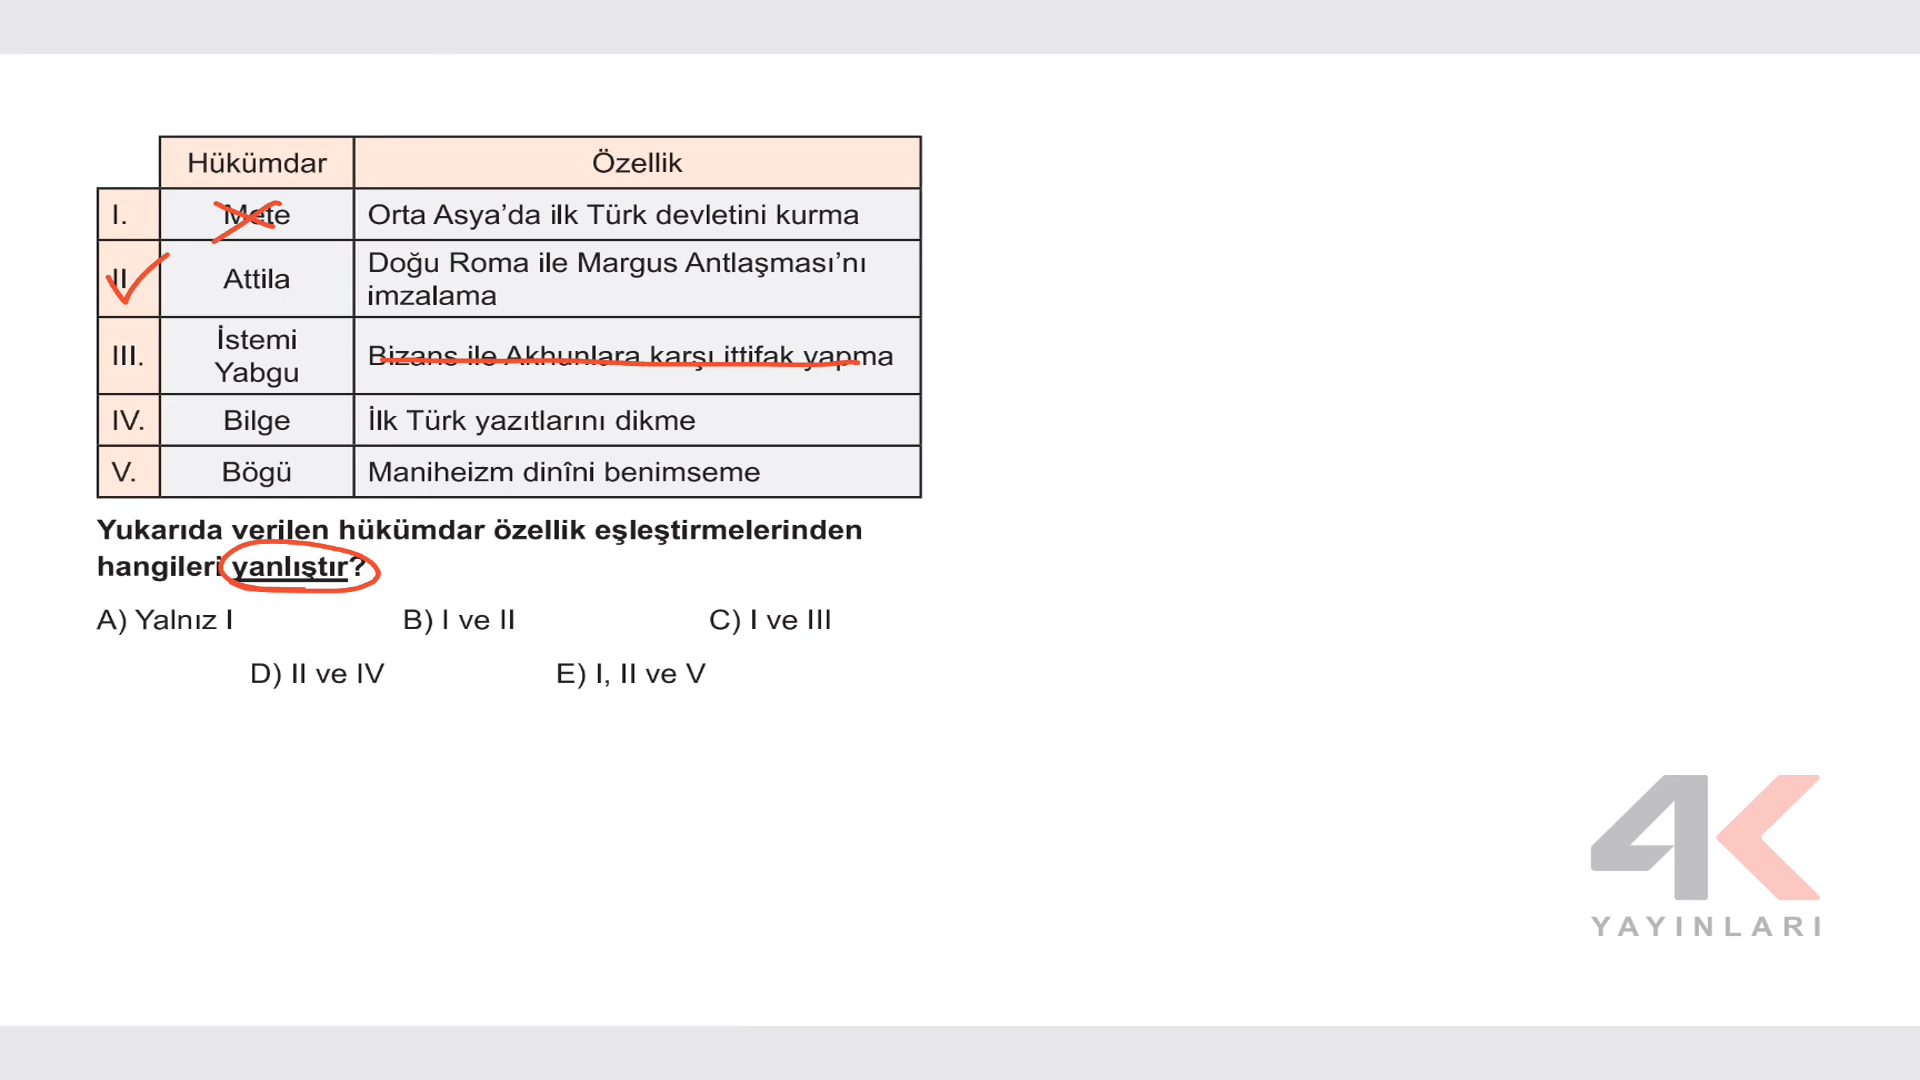 Hükümdar Özellik
I. Mete Orta Asya’da ilk Türk devletini kurma
II Attila Doğu Roma ile Margus Antlaşması’nı
imzalama
III. İstemi Yabgu Bizans ile Akhunlara karşı ittifak yapma
IV. Bilge İlk Türk yazıtlarını dikme
V. Bögü Maniheizm dinîni benimseme
Yukarıda verilen hükümdar özellik eşleştirmelerinden
hangileri yanlıştır?
A) Yalnız I B) I ve II C) I ve III
D) II ve IV E) I, II ve V
4K
YAYINLARI